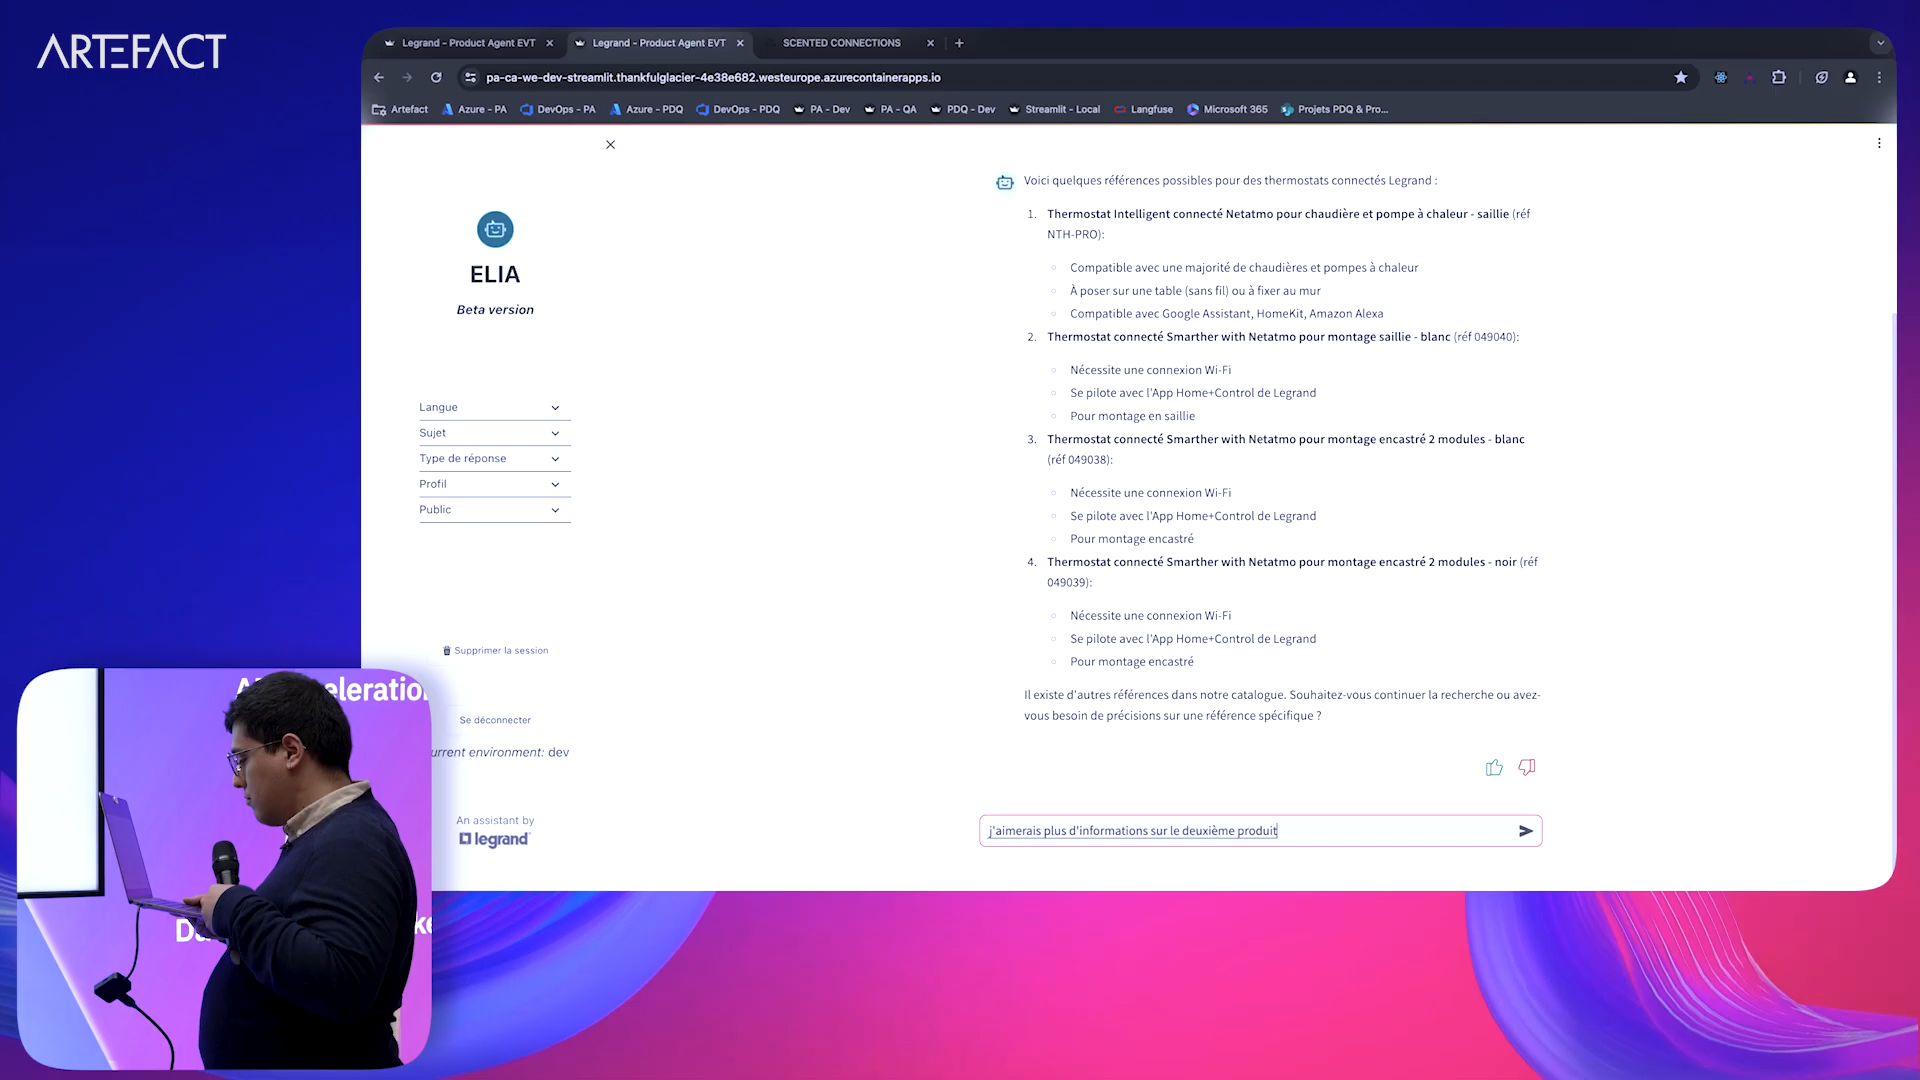 ARTEFACT
Legrand - Product Agent EVT
Legrand - Product Agent EVT
SCENTED CONNECTIONS
pa-ca-we-dev-streamlit.thankfulglacier-4e38e682.westeurope.azurecontainerapps.io
Artefact
Azure - PA
DevOps - PA
Azure - PDQ
DevOps - PDQ
PA - Dev
PA - QA
PDQ - Dev
Streamlit - Local
Langfuse
Microsoft 365
Projets PDQ & Pro...
ELIA
Beta version
Langue
Sujet
Type de réponse
Profil
Public
Supprimer la session
Se déconnecter
urrent environment: dev
An assistant by
legrand
Voici quelques références possibles pour des thermostats connectés Legrand :
1. Thermostat Intelligent connecté Netatmo pour chaudière et pompe à chaleur - saillie (réf
NTH-PRO):
Compatible avec une majorité de chaudières et pompes à chaleur
À poser sur une table (sans fil) ou à fixer au mur
Compatible avec Google Assistant, HomeKit, Amazon Alexa
2. Thermostat connecté Smarther with Netatmo pour montage saillie - blanc (réf 049040):
Nécessite une connexion Wi-Fi
Se pilote avec l'App Home+Control de Legrand
Pour montage en saillie
3. Thermostat connecté Smarther with Netatmo pour montage encastré 2 modules - blanc
(réf 049038):
Nécessite une connexion Wi-Fi
Se pilote avec l'App Home+Control de Legrand
Pour montage encastré
4. Thermostat connecté Smarther with Netatmo pour montage encastré 2 modules - noir (réf
049039):
Nécessite une connexion Wi-Fi
Se pilote avec l'App Home+Control de Legrand
Pour montage encastré
Il existe d'autres références dans notre catalogue. Souhaitez-vous continuer la recherche ou avez-
vous besoin de précisions sur une référence spécifique ?
j'aimerais plus d'informations sur le deuxième produit